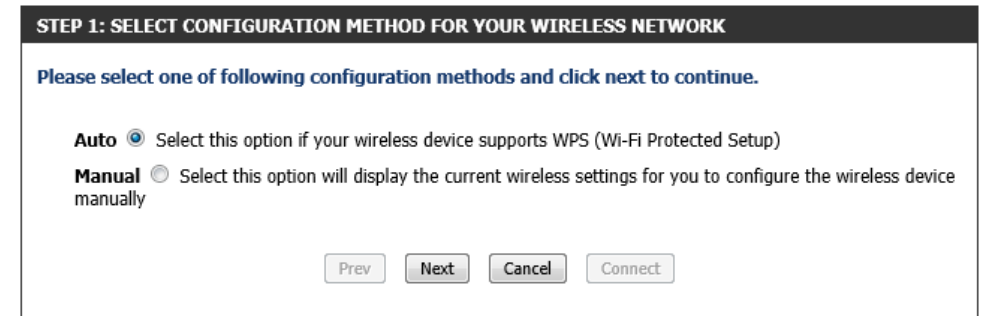 STEP 1: SELECT CONFIGURATION METHOD FOR YOUR WIRELESS NETWORK
Please select one of following configuration methods and click next to continue.
Auto Select this option if your wireless device supports WPS (Wi-Fi Protected Setup)
Manual Select this option will display the current wireless settings for you to configure the wireless device
manually
Prev Next Cancel Connect